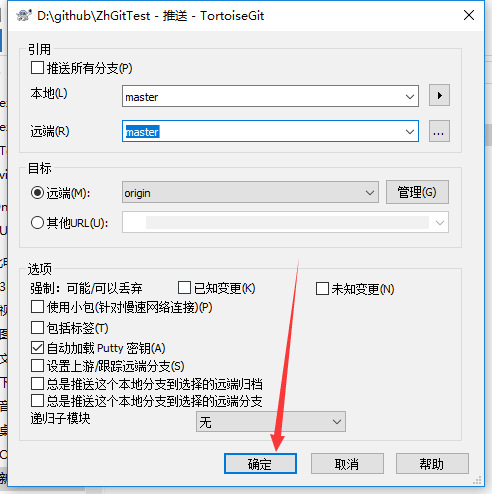 D:\github\ZhGitTest - 推送 - TortoiseGit
引用
推送所有分支(P)
本地(L) master
远端(R) master ...
目标
远端(M): origin 管理(G)
其他URL(U):
选项
强制：可能/可以丢弃 已知变更(K) 未知变更(N)
使用小包(针对慢速网络连接)(P)
包括标签(T)
自动加载 Putty 密钥(A)
设置上游/跟踪远端分支(S)
总是推送这个本地分支到选择的远端归档
总是推送这个本地分支到选择的远端分支
递归子模块 无
确定 取消 帮助